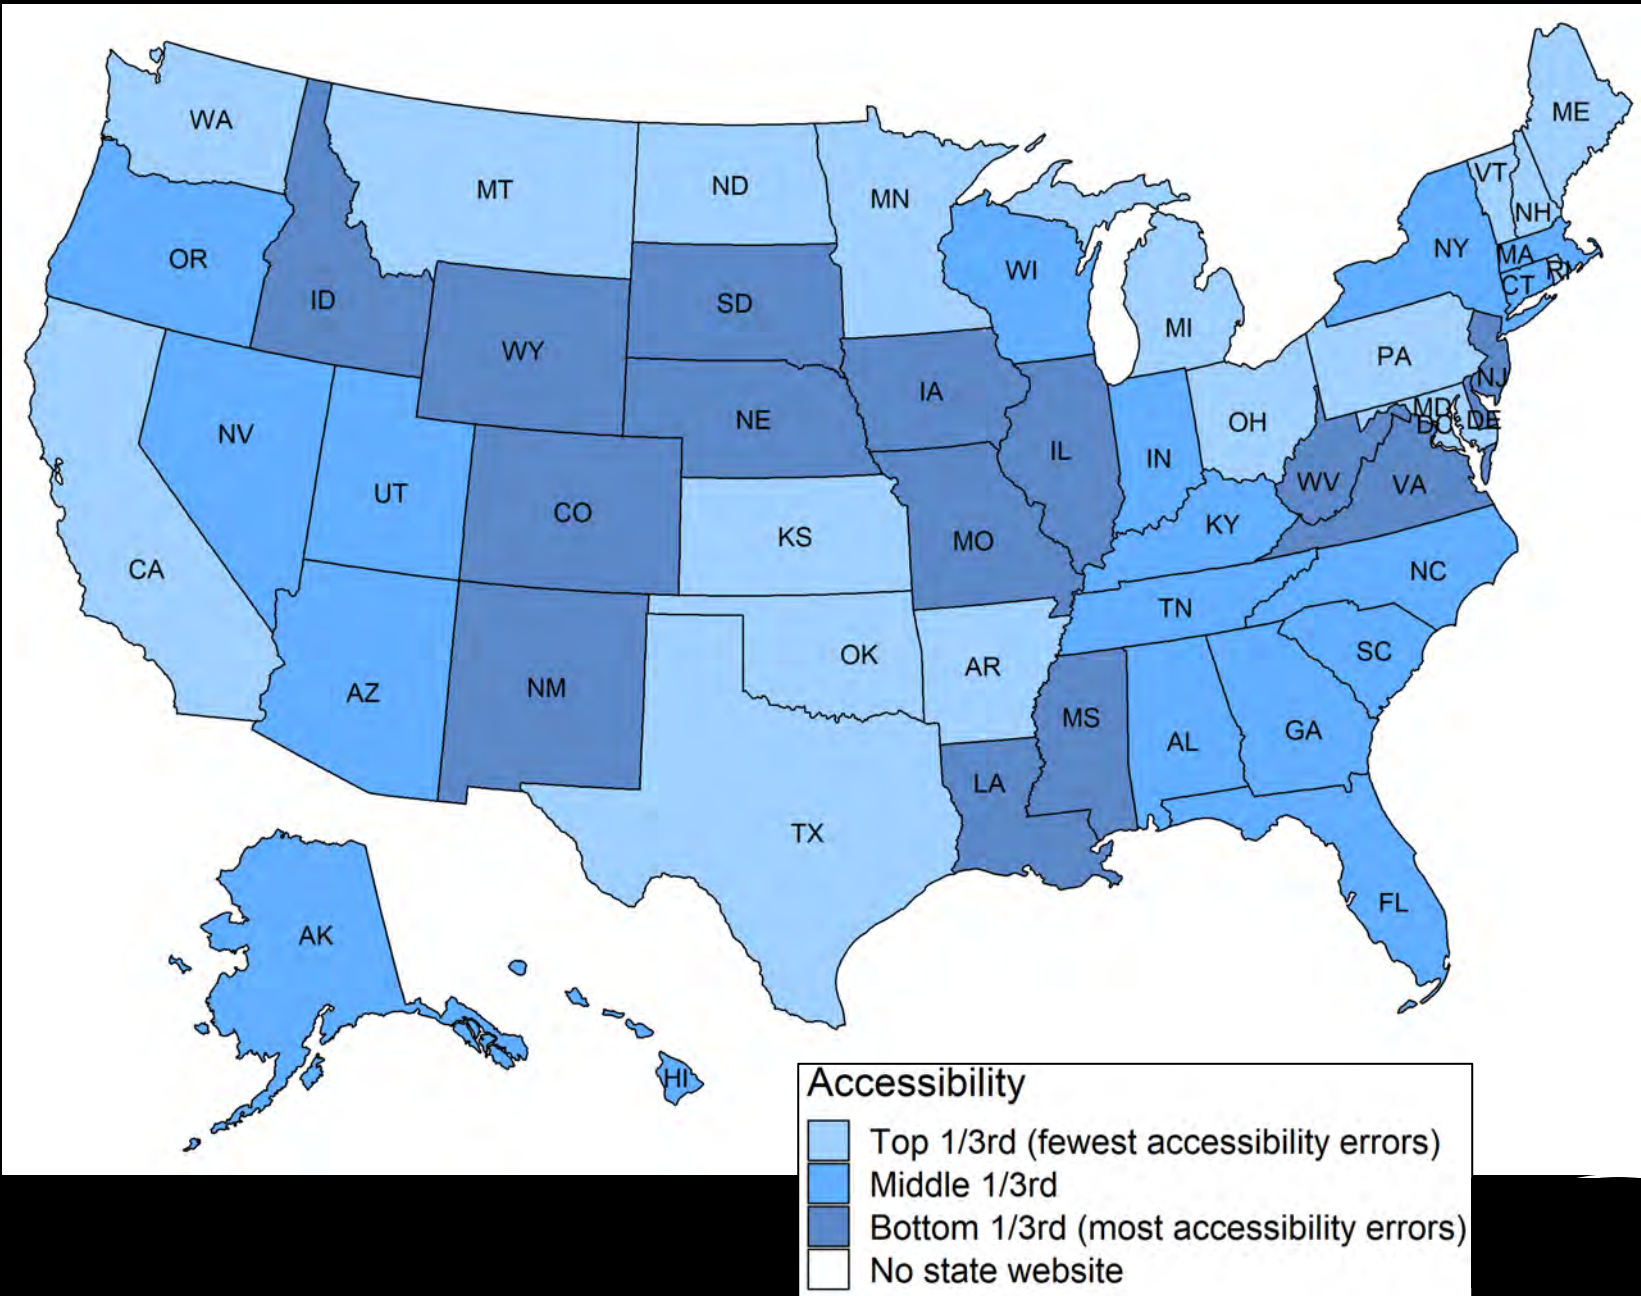 ME
WA
VT
ND
MT
MN
NH
NY
MA
OR
WI
RI
CT
ID
SD
MI
WY
PA
NJ
IA
MD
NE
OH
DC
DE
NV
IL
IN
WV
VA
UT
CO
KY
KS
MO
CA
NC
TN
OK
SC
AR
AZ
NM
MS
GA
AL
LA
TX
FL
AK
HI
Accessibility
Top 1/3rd (fewest accessibility errors)
Middle 1/3rd
Bottom 1/3rd (most accessibility errors)
No state website